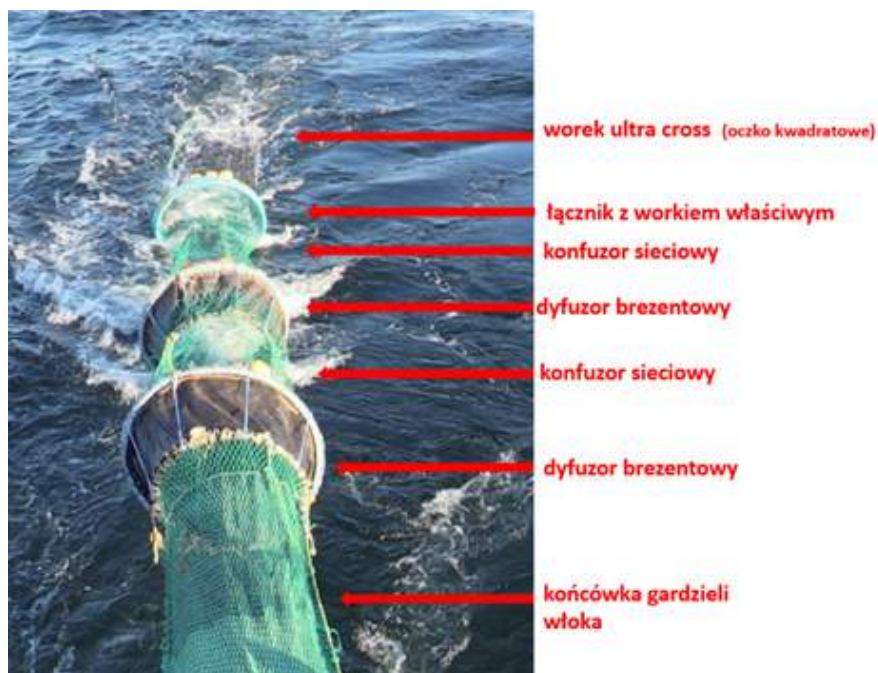 worek ultra cross (oczko kwadratowe)
łącznik z workiem właściwym
konfuzor sieciowy
dyfuzor brezentowy
konfuzor sieciowy
dyfuzor brezentowy
końcówka gardzieli
włoka